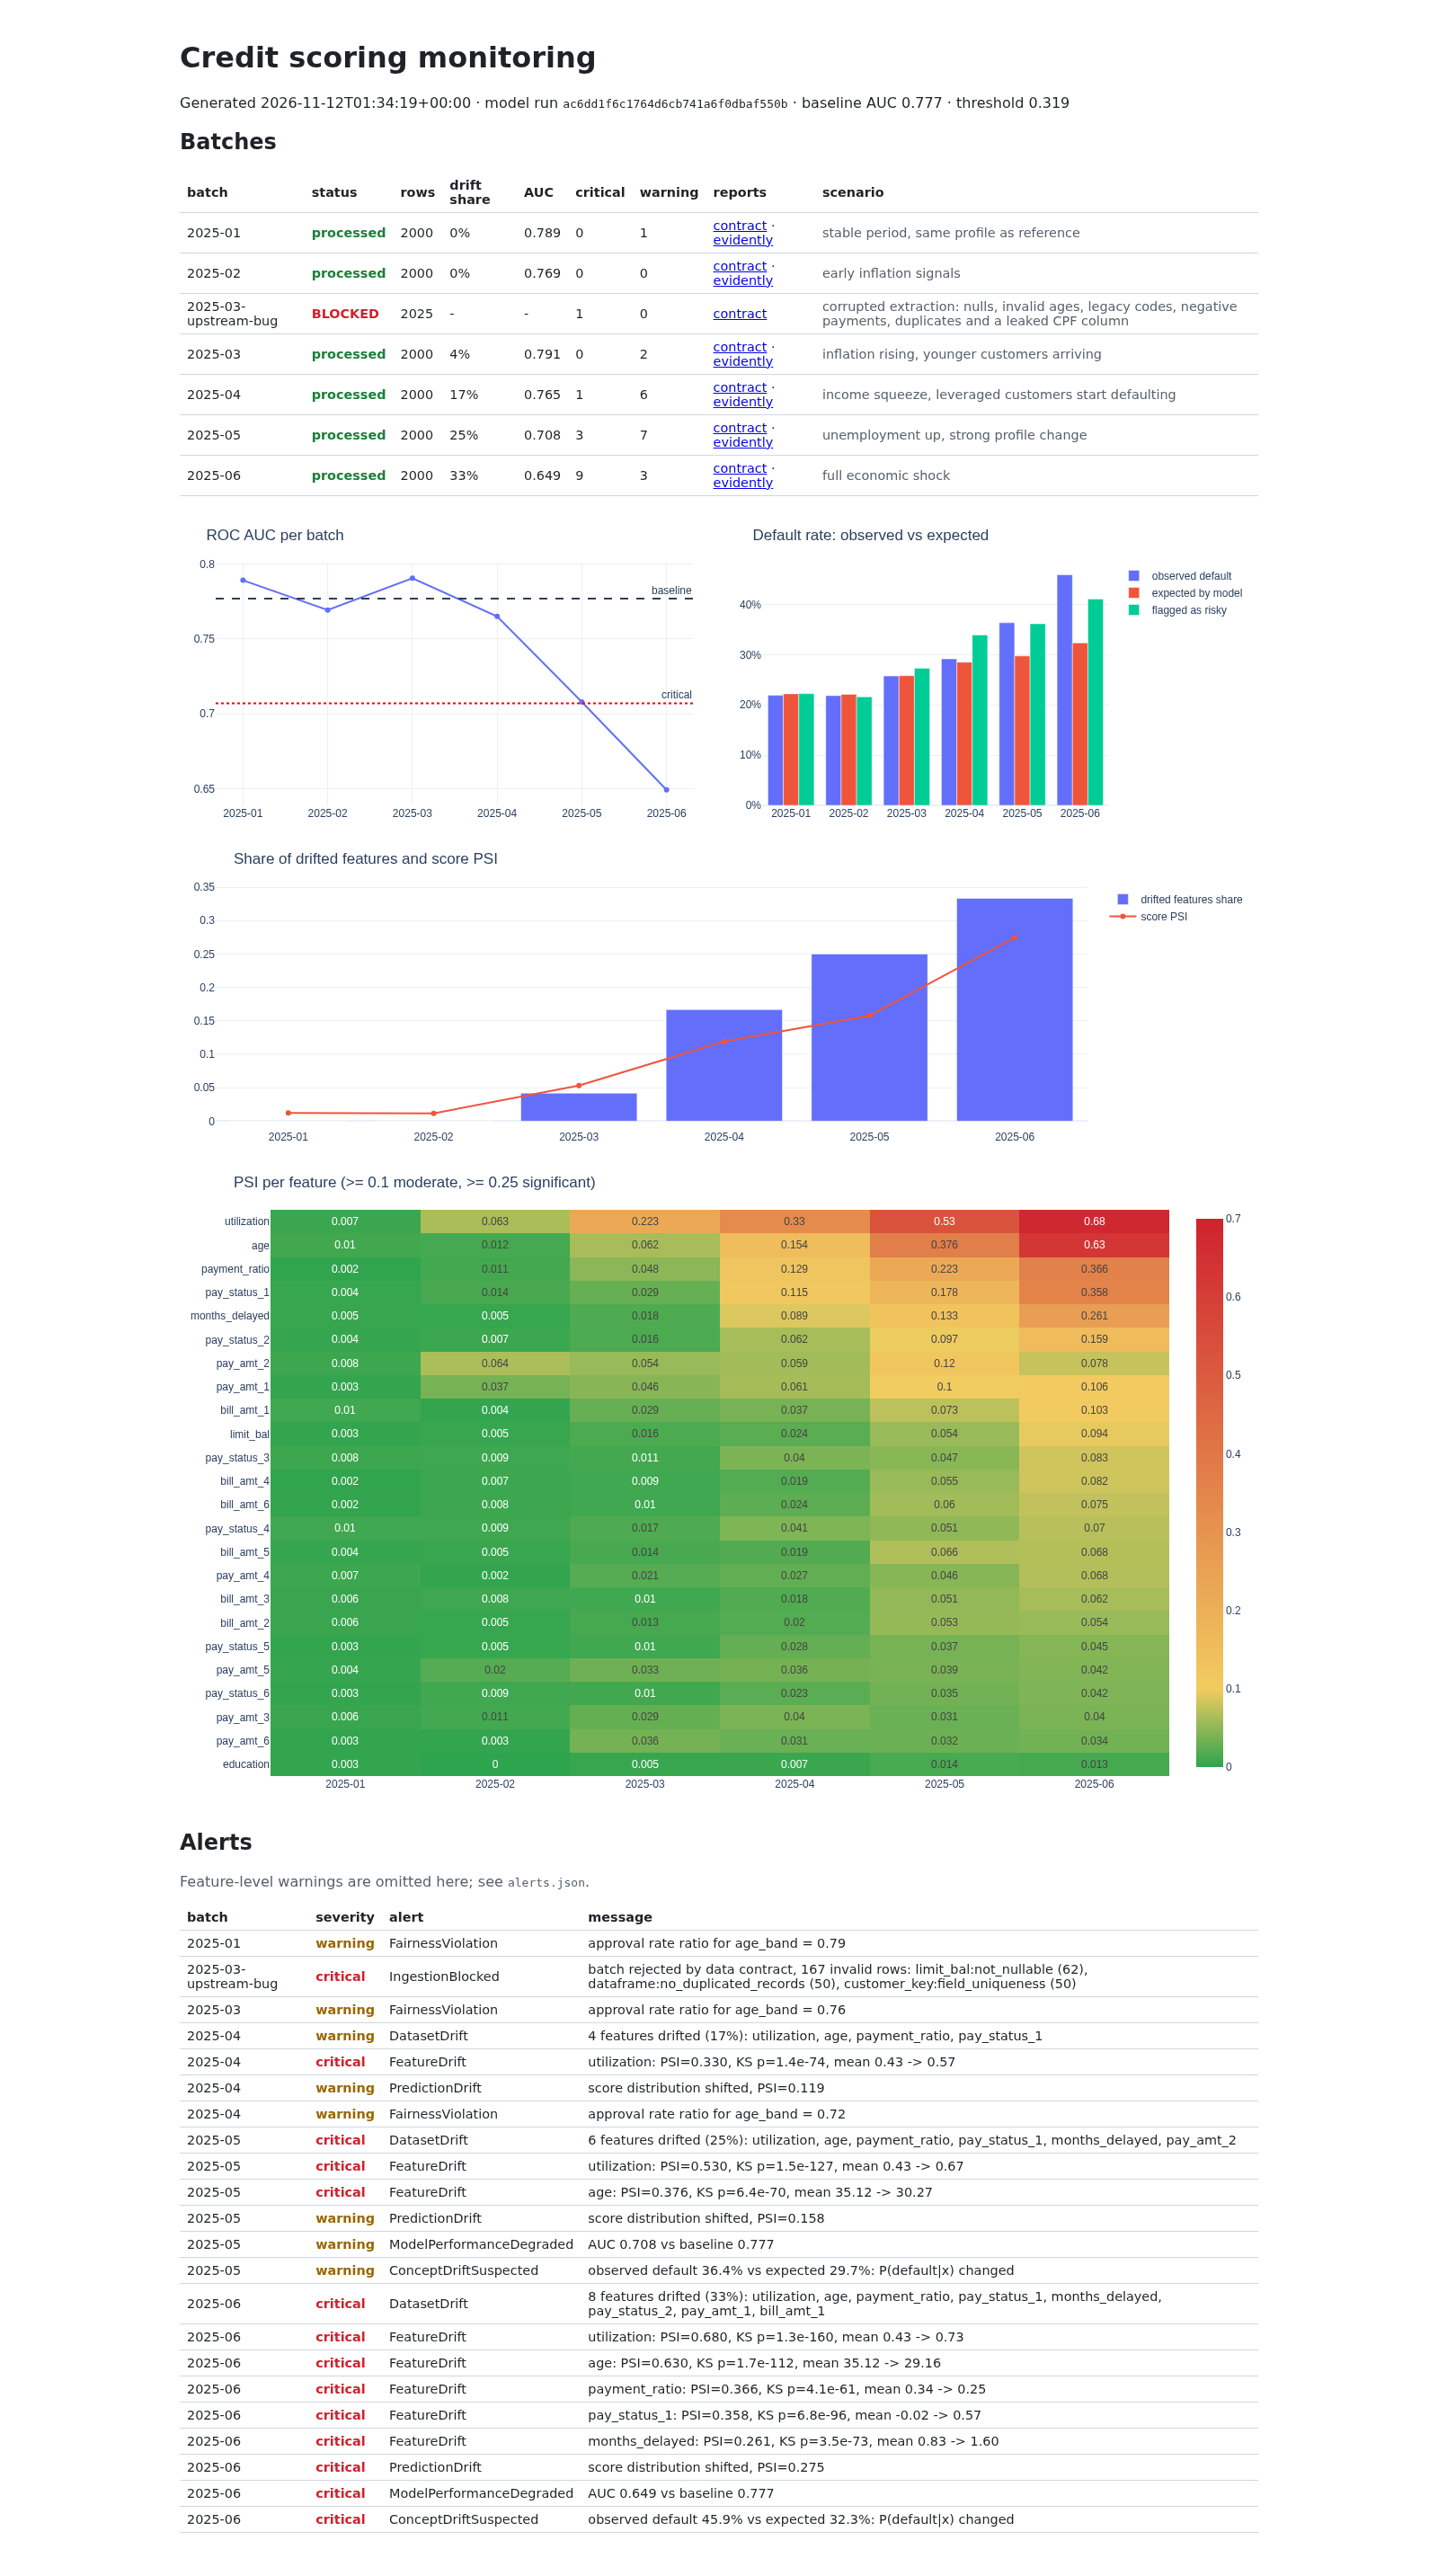 Credit scoring monitoring
Generated 2026-11-12T01:34:19+00:00 · model run ac6dd1f6c1764d6cb741a6f0dbaf550b · baseline AUC 0.777 · threshold 0.319
Batches
batch status rows drift share AUC critical warning reports scenario
2025-01 processed 2000 0% 0.789 0 1 contract · evidently stable period, same profile as reference
2025-02 processed 2000 0% 0.769 0 0 contract · evidently early inflation signals
2025-03-upstream-bug BLOCKED 2025 - - 1 0 contract corrupted extraction: nulls, invalid ages, legacy codes, negative payments, duplicates and a leaked CPF column
2025-03 processed 2000 4% 0.791 0 2 contract · evidently inflation rising, younger customers arriving
2025-04 processed 2000 17% 0.765 1 6 contract · evidently income squeeze, leveraged customers start defaulting
2025-05 processed 2000 25% 0.708 3 7 contract · evidently unemployment up, strong profile change
2025-06 processed 2000 33% 0.649 9 3 contract · evidently full economic shock
ROC AUC per batch
0.8
0.75
0.7
0.65
baseline
critical
2025-01 2025-02 2025-03 2025-04 2025-05 2025-06
Default rate: observed vs expected
40%
30%
20%
10%
0%
2025-01 2025-02 2025-03 2025-04 2025-05 2025-06
observed default
expected by model
flagged as risky
Share of drifted features and score PSI
0.35
0.3
0.25
0.2
0.15
0.1
0.05
0
2025-01 2025-02 2025-03 2025-04 2025-05 2025-06
drifted features share
score PSI
PSI per feature (>= 0.1 moderate, >= 0.25 significant)
utilization 0.007 0.063 0.223 0.33 0.53 0.68
age 0.01 0.012 0.062 0.154 0.376 0.63
payment_ratio 0.002 0.011 0.048 0.129 0.223 0.366
pay_status_1 0.004 0.014 0.029 0.115 0.178 0.358
months_delayed 0.005 0.005 0.018 0.089 0.133 0.261
pay_status_2 0.004 0.007 0.016 0.062 0.097 0.159
pay_amt_2 0.008 0.064 0.054 0.059 0.12 0.078
pay_amt_1 0.003 0.037 0.046 0.061 0.1 0.106
bill_amt_1 0.01 0.004 0.029 0.037 0.073 0.103
limit_bal 0.003 0.005 0.016 0.024 0.054 0.094
pay_status_3 0.008 0.009 0.011 0.04 0.047 0.083
bill_amt_4 0.002 0.007 0.009 0.019 0.055 0.082
bill_amt_6 0.002 0.008 0.01 0.024 0.06 0.075
pay_status_4 0.01 0.009 0.017 0.041 0.051 0.07
bill_amt_5 0.004 0.005 0.014 0.019 0.066 0.068
pay_amt_4 0.007 0.002 0.021 0.027 0.046 0.068
bill_amt_3 0.006 0.008 0.01 0.018 0.051 0.062
bill_amt_2 0.006 0.005 0.013 0.02 0.053 0.054
pay_status_5 0.003 0.005 0.01 0.028 0.037 0.045
pay_amt_5 0.004 0.02 0.033 0.036 0.039 0.042
pay_status_6 0.003 0.009 0.01 0.023 0.035 0.042
pay_amt_3 0.006 0.011 0.029 0.04 0.031 0.04
pay_amt_6 0.003 0.003 0.036 0.031 0.032 0.034
education 0.003 0 0.005 0.007 0.014 0.013
2025-01 2025-02 2025-03 2025-04 2025-05 2025-06
0.7
0.6
0.5
0.4
0.3
0.2
0.1
0
Alerts
Feature-level warnings are omitted here; see alerts.json.
batch severity alert message
2025-01 warning FairnessViolation approval rate ratio for age_band = 0.79
2025-03-upstream-bug critical IngestionBlocked batch rejected by data contract, 167 invalid rows: limit_bal:not_nullable (62), dataframe:no_duplicated_records (50), customer_key:field_uniqueness (50)
2025-03 warning FairnessViolation approval rate ratio for age_band = 0.76
2025-04 warning DatasetDrift 4 features drifted (17%): utilization, age, payment_ratio, pay_status_1
2025-04 critical FeatureDrift utilization: PSI=0.330, KS p=1.4e-74, mean 0.43 -> 0.57
2025-04 warning PredictionDrift score distribution shifted, PSI=0.119
2025-04 warning FairnessViolation approval rate ratio for age_band = 0.72
2025-05 critical DatasetDrift 6 features drifted (25%): utilization, age, payment_ratio, pay_status_1, months_delayed, pay_amt_2
2025-05 critical FeatureDrift utilization: PSI=0.530, KS p=1.5e-127, mean 0.43 -> 0.67
2025-05 critical FeatureDrift age: PSI=0.376, KS p=6.4e-70, mean 35.12 -> 30.27
2025-05 warning PredictionDrift score distribution shifted, PSI=0.158
2025-05 warning ModelPerformanceDegraded AUC 0.708 vs baseline 0.777
2025-05 warning ConceptDriftSuspected observed default 36.4% vs expected 29.7%: P(default|x) changed
2025-06 critical DatasetDrift 8 features drifted (33%): utilization, age, payment_ratio, pay_status_1, months_delayed, pay_status_2, pay_amt_1, bill_amt_1
2025-06 critical FeatureDrift utilization: PSI=0.680, KS p=1.3e-160, mean 0.43 -> 0.73
2025-06 critical FeatureDrift age: PSI=0.630, KS p=1.7e-112, mean 35.12 -> 29.16
2025-06 critical FeatureDrift payment_ratio: PSI=0.366, KS p=4.1e-61, mean 0.34 -> 0.25
2025-06 critical FeatureDrift pay_status_1: PSI=0.358, KS p=6.8e-96, mean -0.02 -> 0.57
2025-06 critical FeatureDrift months_delayed: PSI=0.261, KS p=3.5e-73, mean 0.83 -> 1.60
2025-06 critical PredictionDrift score distribution shifted, PSI=0.275
2025-06 critical ModelPerformanceDegraded AUC 0.649 vs baseline 0.777
2025-06 critical ConceptDriftSuspected observed default 45.9% vs expected 32.3%: P(default|x) changed